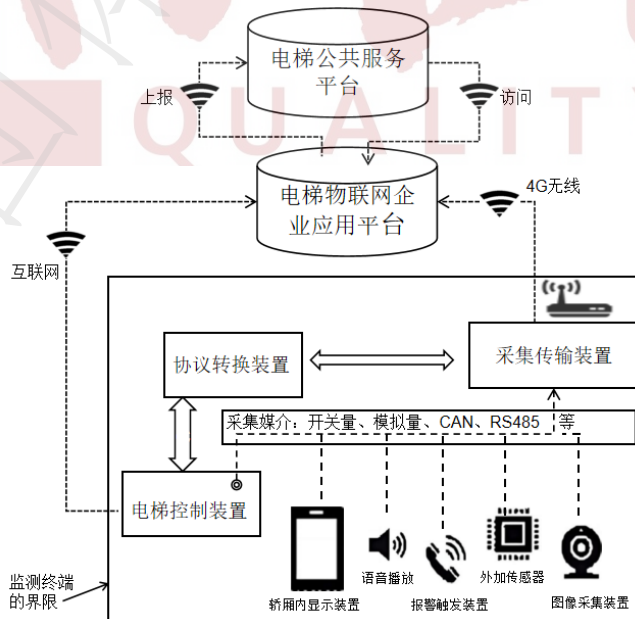 电梯公共服务
平台
上报
访问
QUALITY
电梯物联网企
业应用平台
4G无线
互联网
协议转换装置
采集传输装置
采集媒介：开关量、模拟量、CAN、RS485 等
电梯控制装置
语音播放
外加传感器
轿厢内显示装置
报警触发装置
图像采集装置
监测终端
的界限